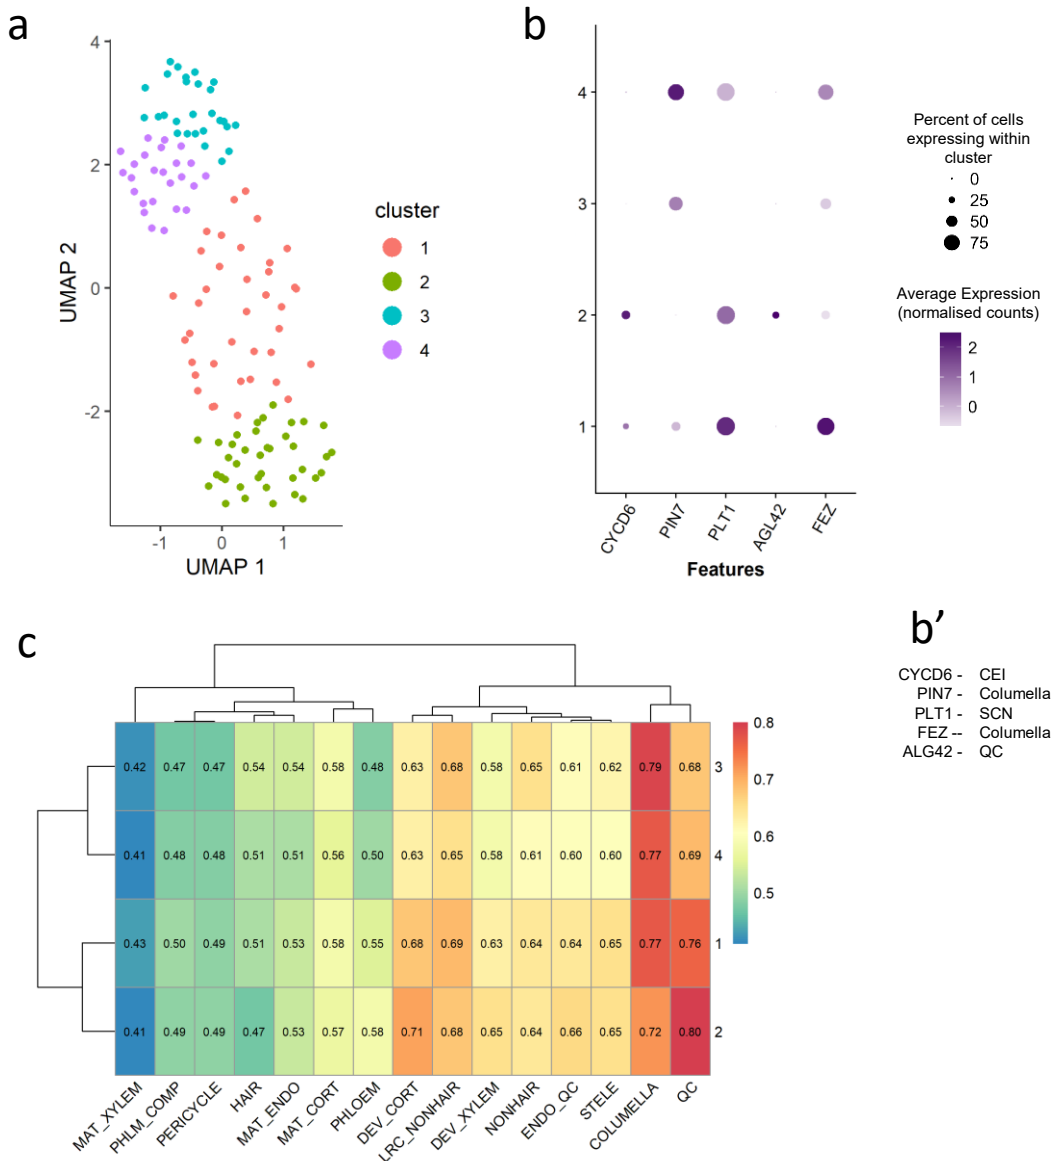 a
4
2
0
-2
UMAP 2
-1
0
1
UMAP 1
cluster
1
2
3
4
b
4
3
2
1
CYCD6
PIN7
PLT1
AGL42
FEZ
Features
Percent of cells
expressing within
cluster
0
25
50
75
Average Expression
(normalised counts)
2
1
0
b’
CYCD6 - CEI
PIN7 - Columella
PLT1 - SCN
FEZ -- Columella
ALG42 - QC
c
0.42 0.47 0.47 0.54 0.54 0.58 0.48 0.63 0.68 0.58 0.65 0.61 0.62 0.79 0.68 3
0.41 0.48 0.48 0.51 0.51 0.56 0.50 0.63 0.65 0.58 0.61 0.60 0.60 0.77 0.69 4
0.43 0.50 0.49 0.51 0.53 0.58 0.55 0.68 0.69 0.63 0.64 0.64 0.65 0.77 0.76 1
0.41 0.49 0.49 0.47 0.53 0.57 0.58 0.71 0.68 0.65 0.64 0.66 0.65 0.72 0.80 2
MAT_XYLEM
PHLM_COMP
PERICYCLE
HAIR
MAT_ENDO
MAT_CORT
PHLOEM
DEV_CORT
LRC_NONHAIR
DEV_XYLEM
NONHAIR
ENDO_QC
STELE
COLUMELLA
QC
0.8
0.7
0.6
0.5